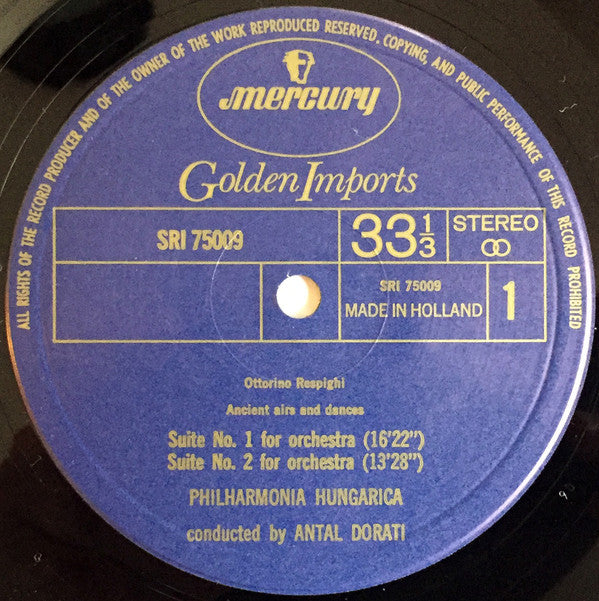 ALL RIGHTS OF THE RECORD PRODUCER AND OF THE OWNER OF THE WORK REPRODUCED RESERVED. COPYING, AND PUBLIC PERFORMANCE OF THIS RECORD PROHIBITED
mercury
Golden Imports
SRI 75009
33 1/3
STEREO
SRI 75009
MADE IN HOLLAND
1
Ottorino Respighi
Ancient airs and dances
Suite No. 1 for orchestra (16'22")
Suite No. 2 for orchestra (13'28")
PHILHARMONIA HUNGARICA
conducted by ANTAL DORATI